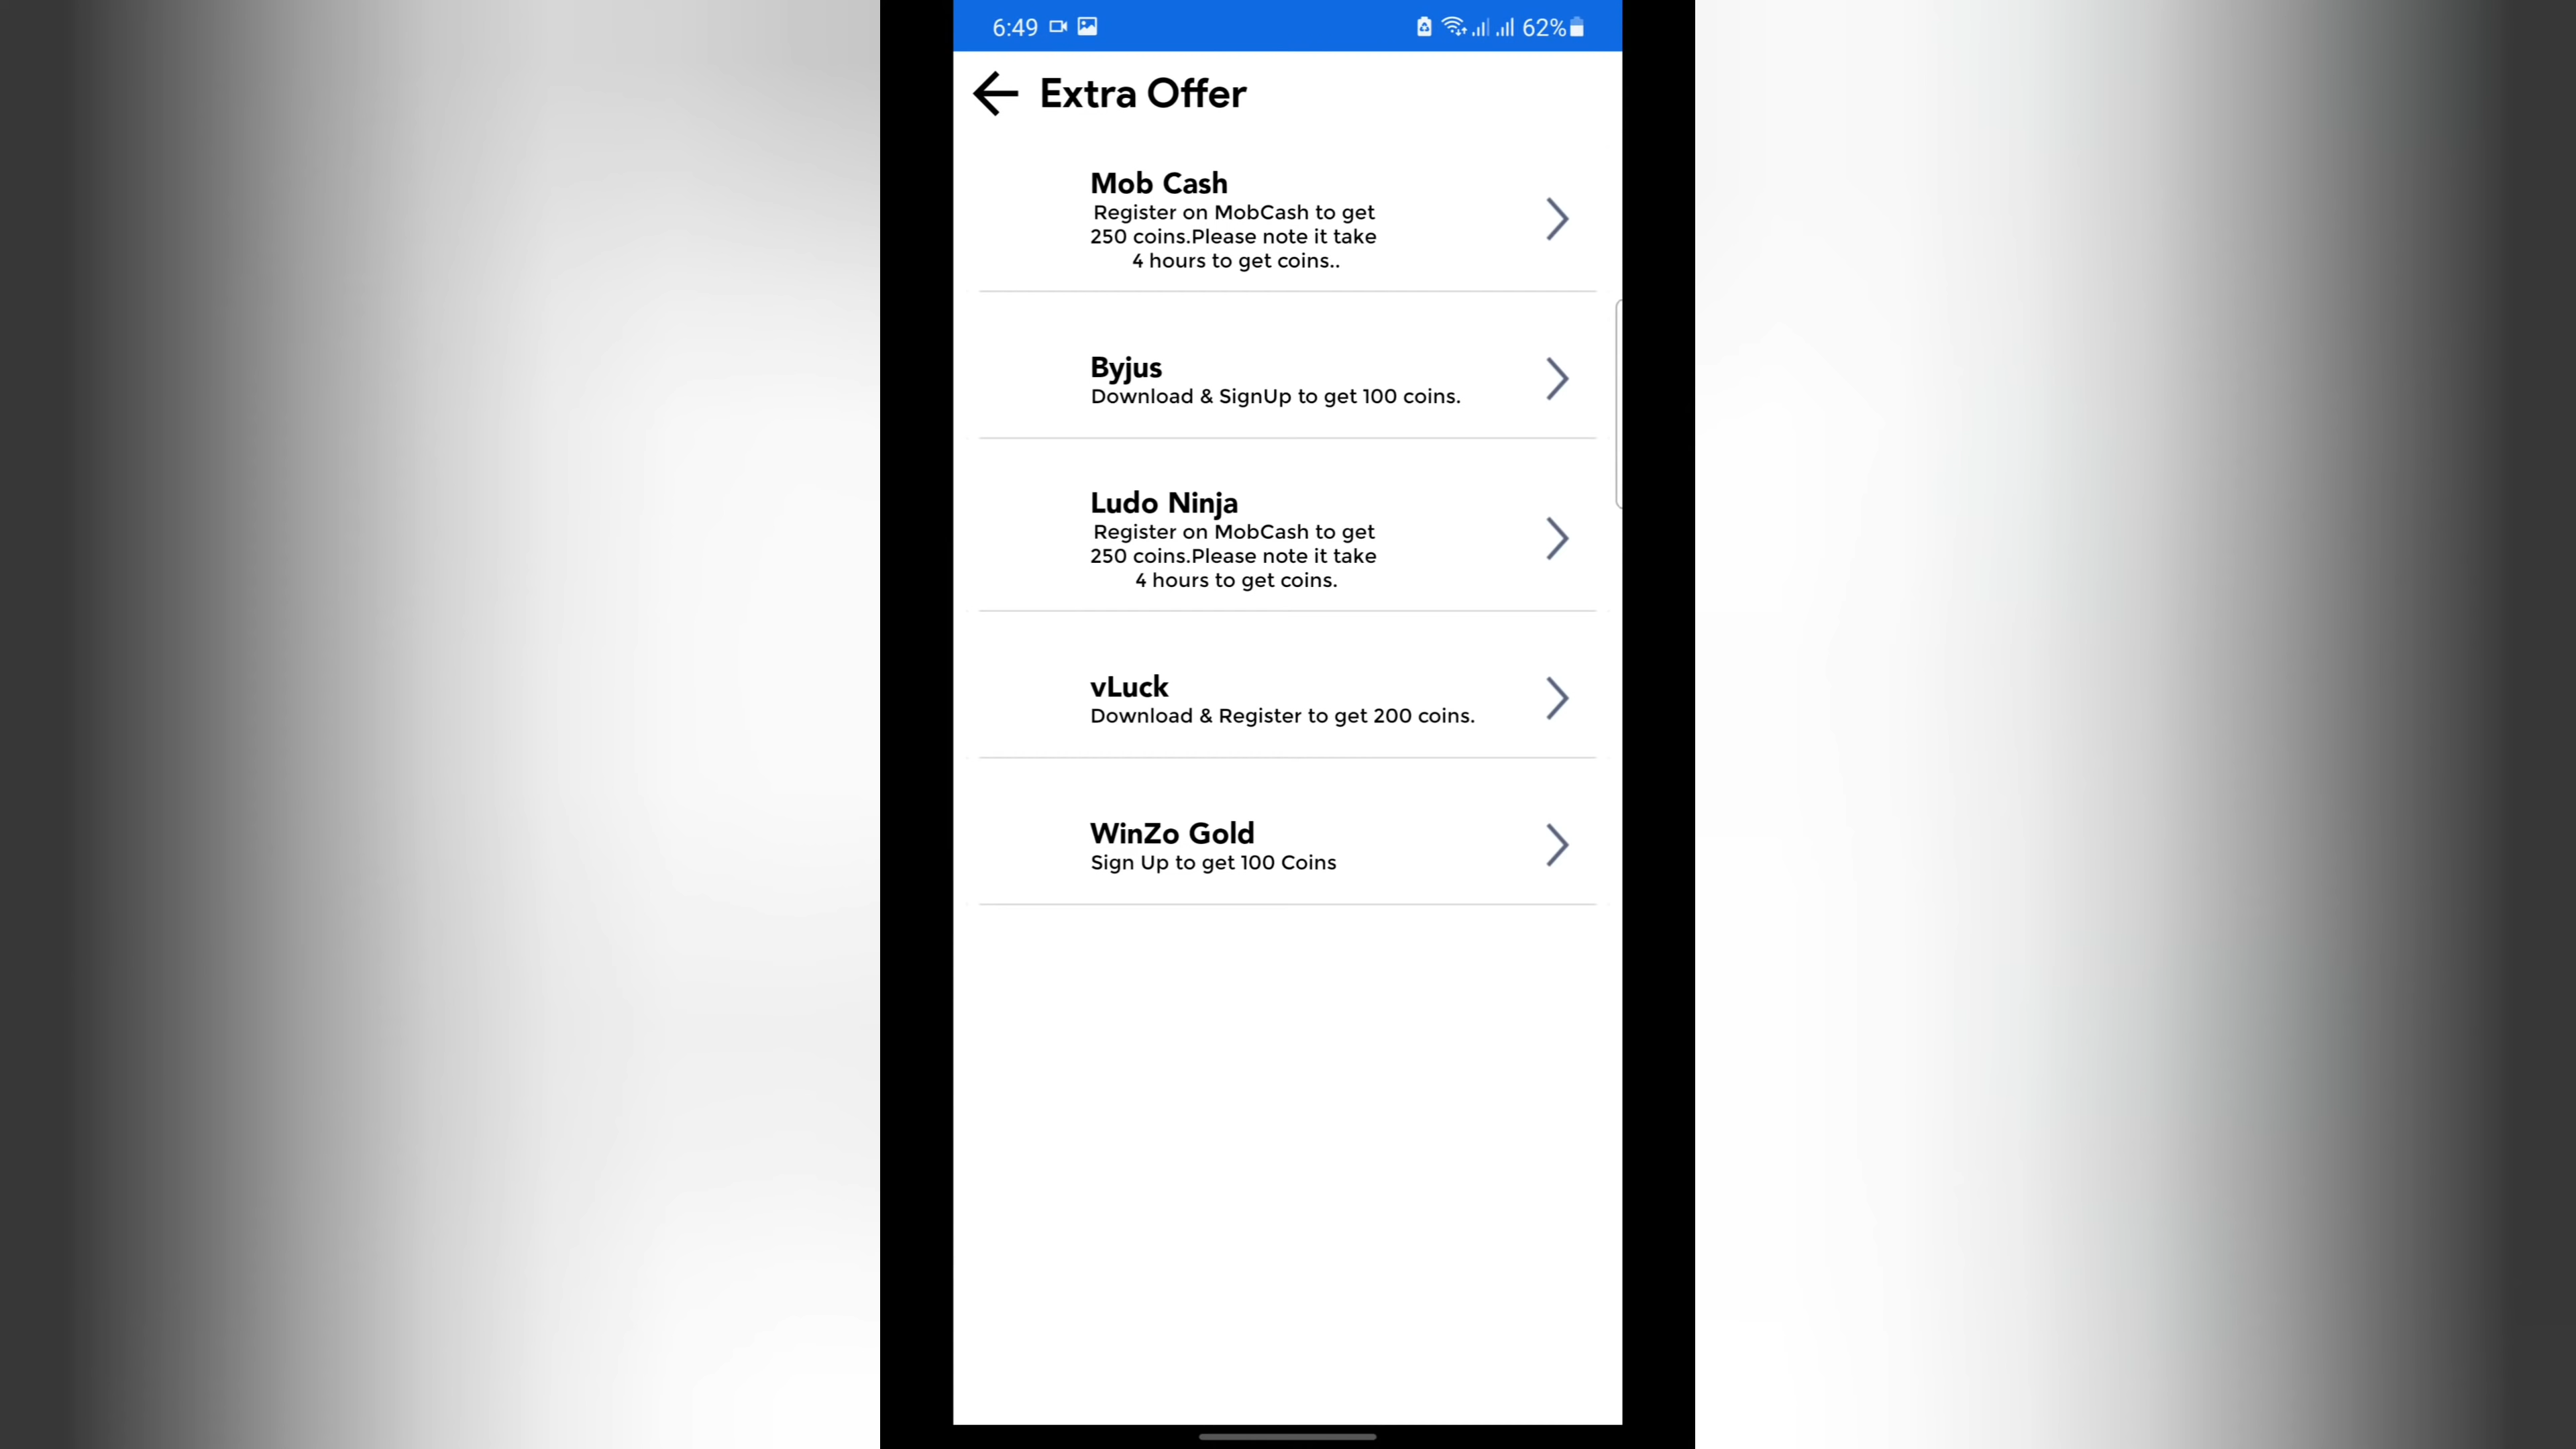 6:49 62%
Extra Offer
Mob Cash
Register on MobCash to get
250 coins.Please note it take
4 hours to get coins..
Byjus
Download & SignUp to get 100 coins.
Ludo Ninja
Register on MobCash to get
250 coins.Please note it take
4 hours to get coins.
vLuck
Download & Register to get 200 coins.
WinZo Gold
Sign Up to get 100 Coins